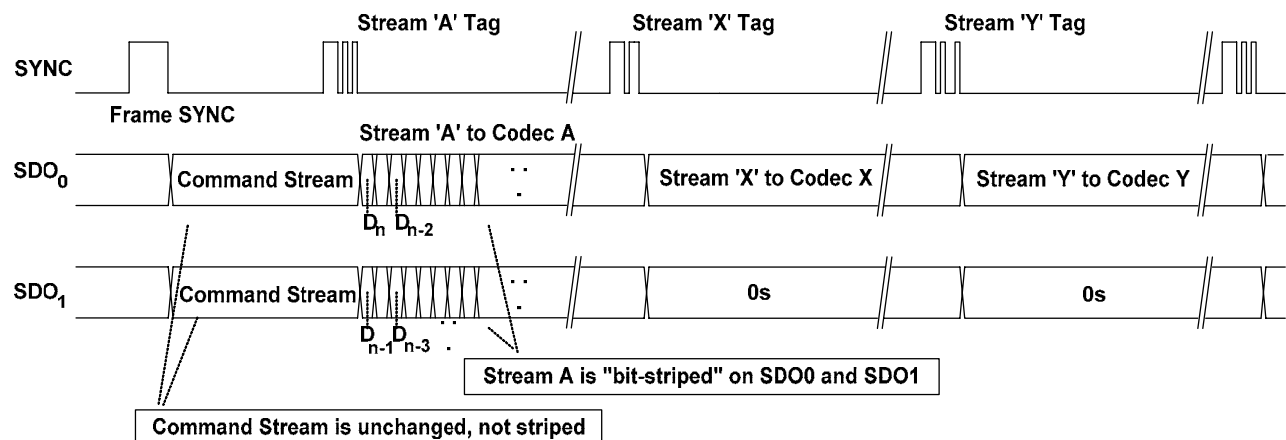 Stream 'A' Tag Stream 'X' Tag Stream 'Y' Tag
SYNC
Frame SYNC
Stream 'A' to Codec A
SDO0 Command Stream Stream 'X' to Codec X Stream 'Y' to Codec Y
Dn Dn-2
SDO1 Command Stream 0s 0s
Dn-1 Dn-3
Stream A is "bit-striped" on SDO0 and SDO1
Command Stream is unchanged, not striped